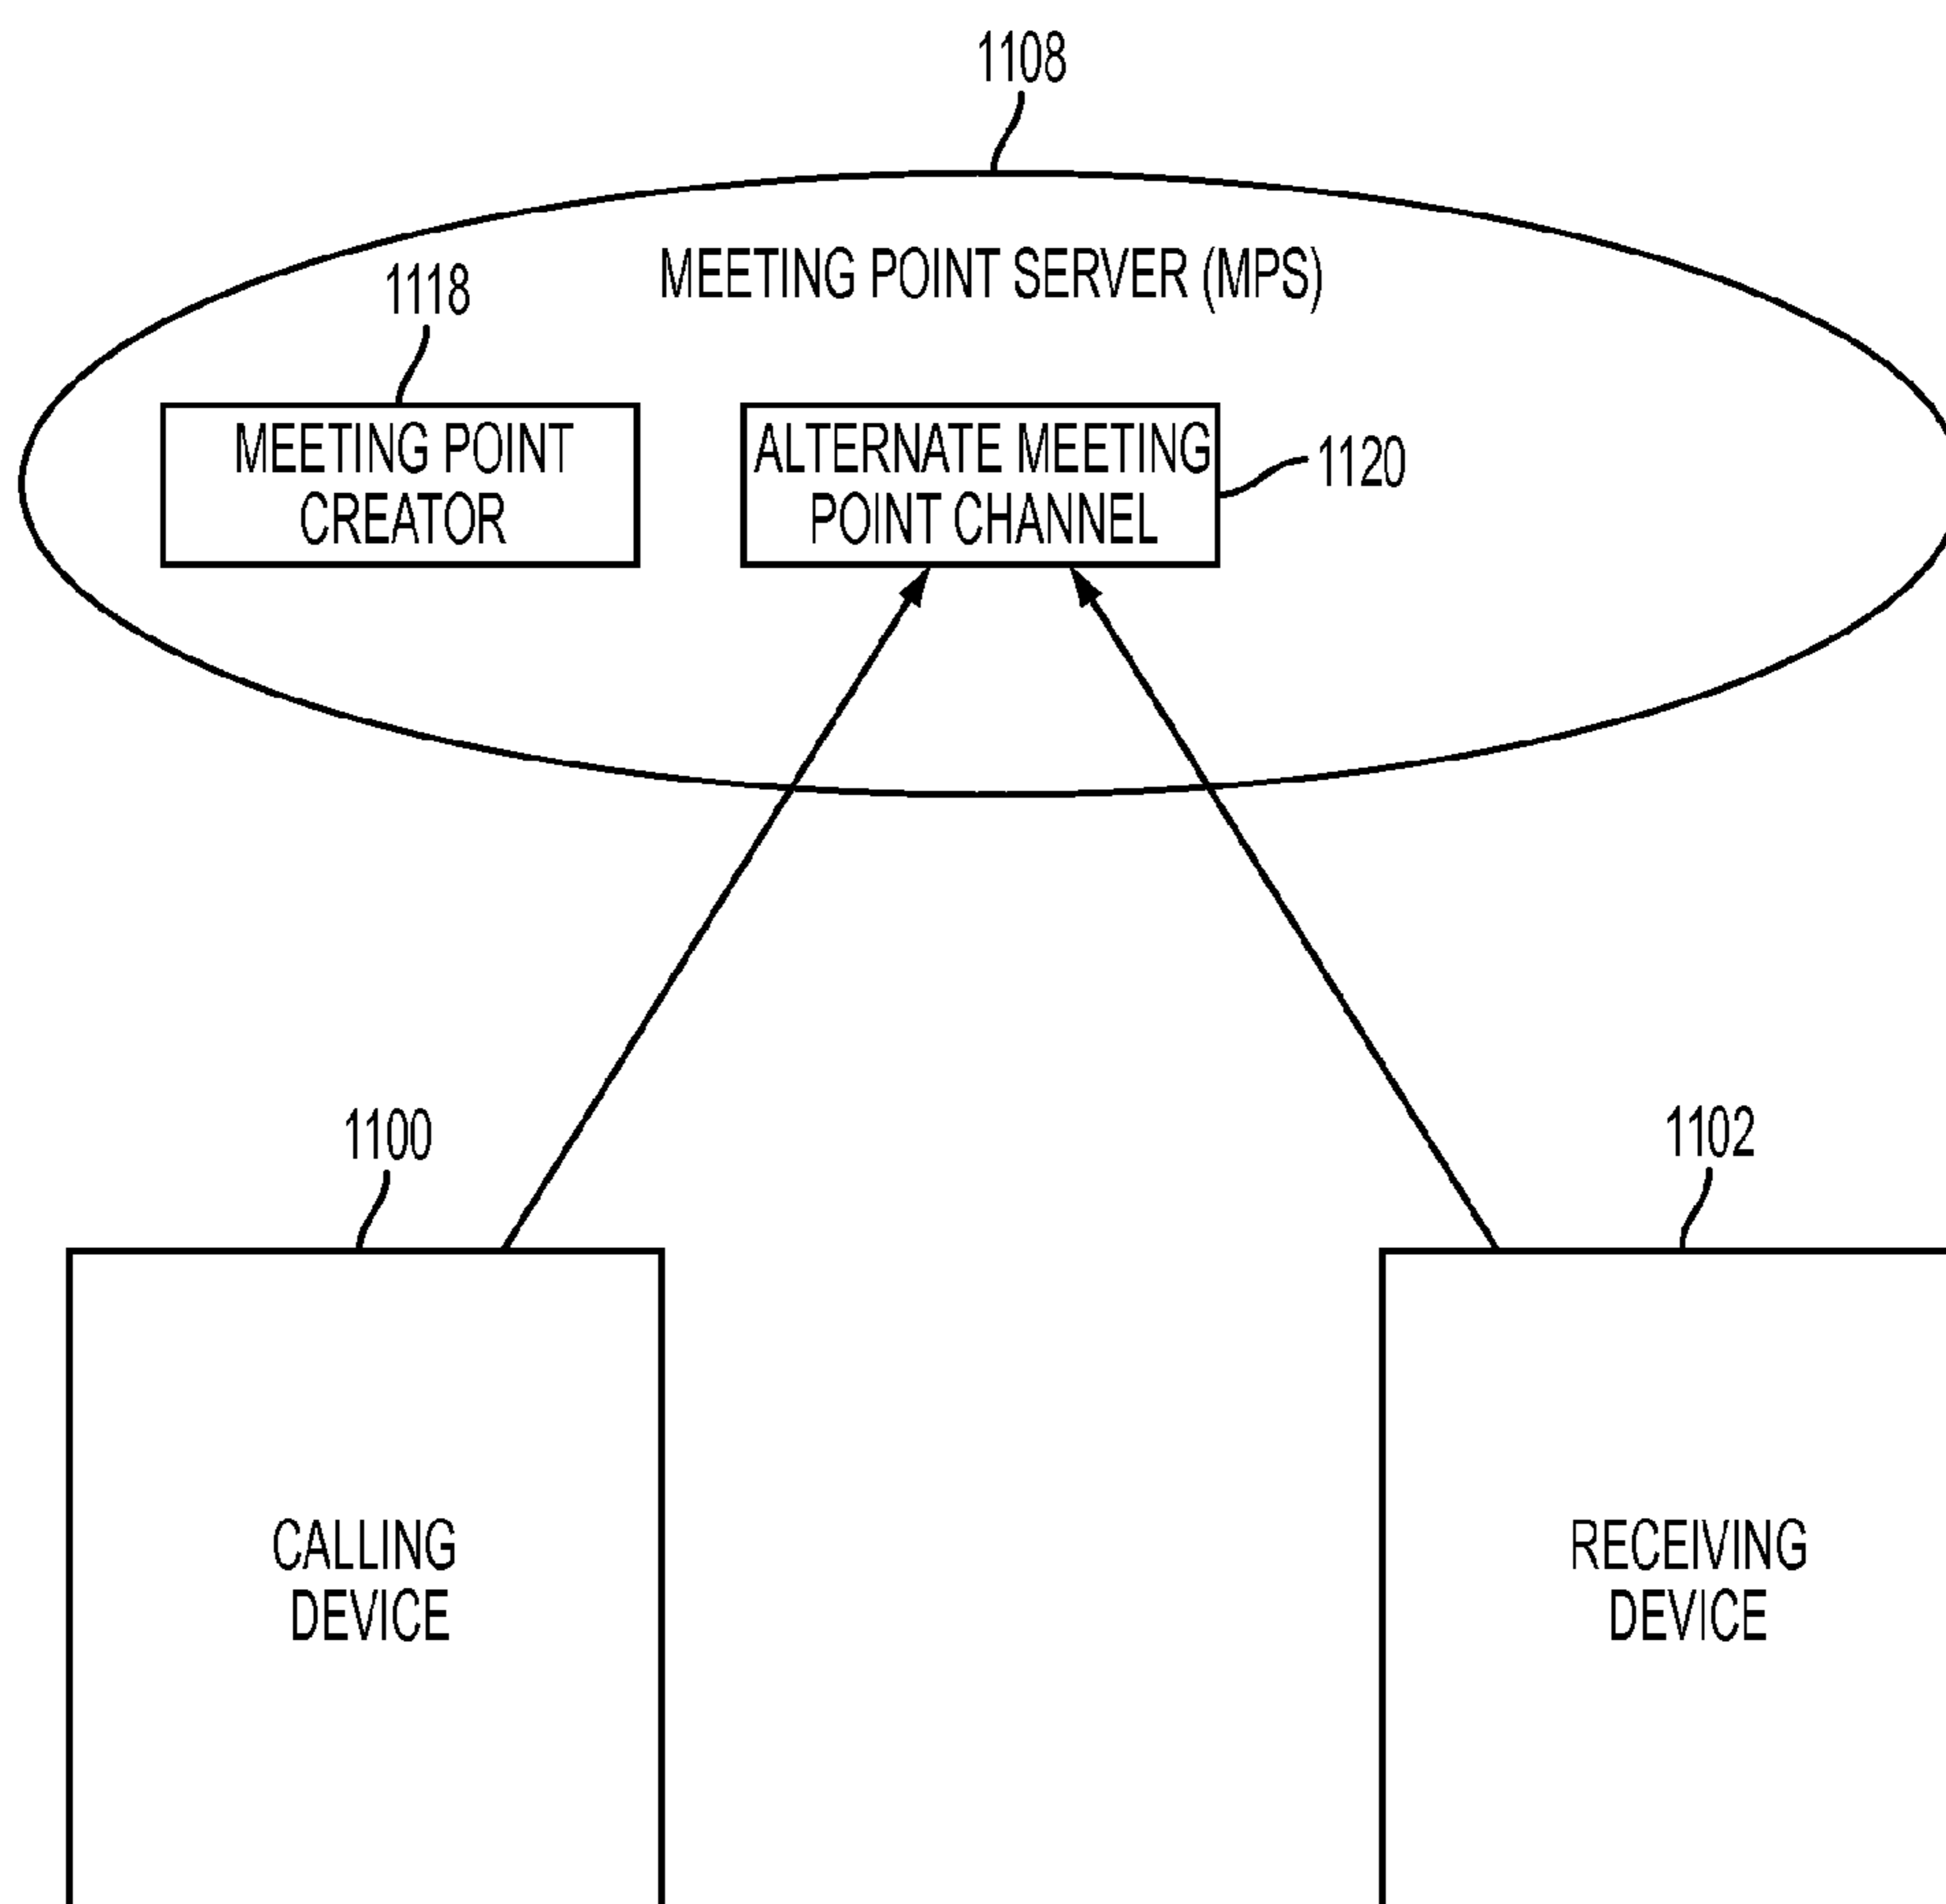 1108
MEETING POINT SERVER (MPS)
1118
MEETING POINT
CREATOR
ALTERNATE MEETING
POINT CHANNEL
1120
1100
1102
CALLING
DEVICE
RECEIVING
DEVICE